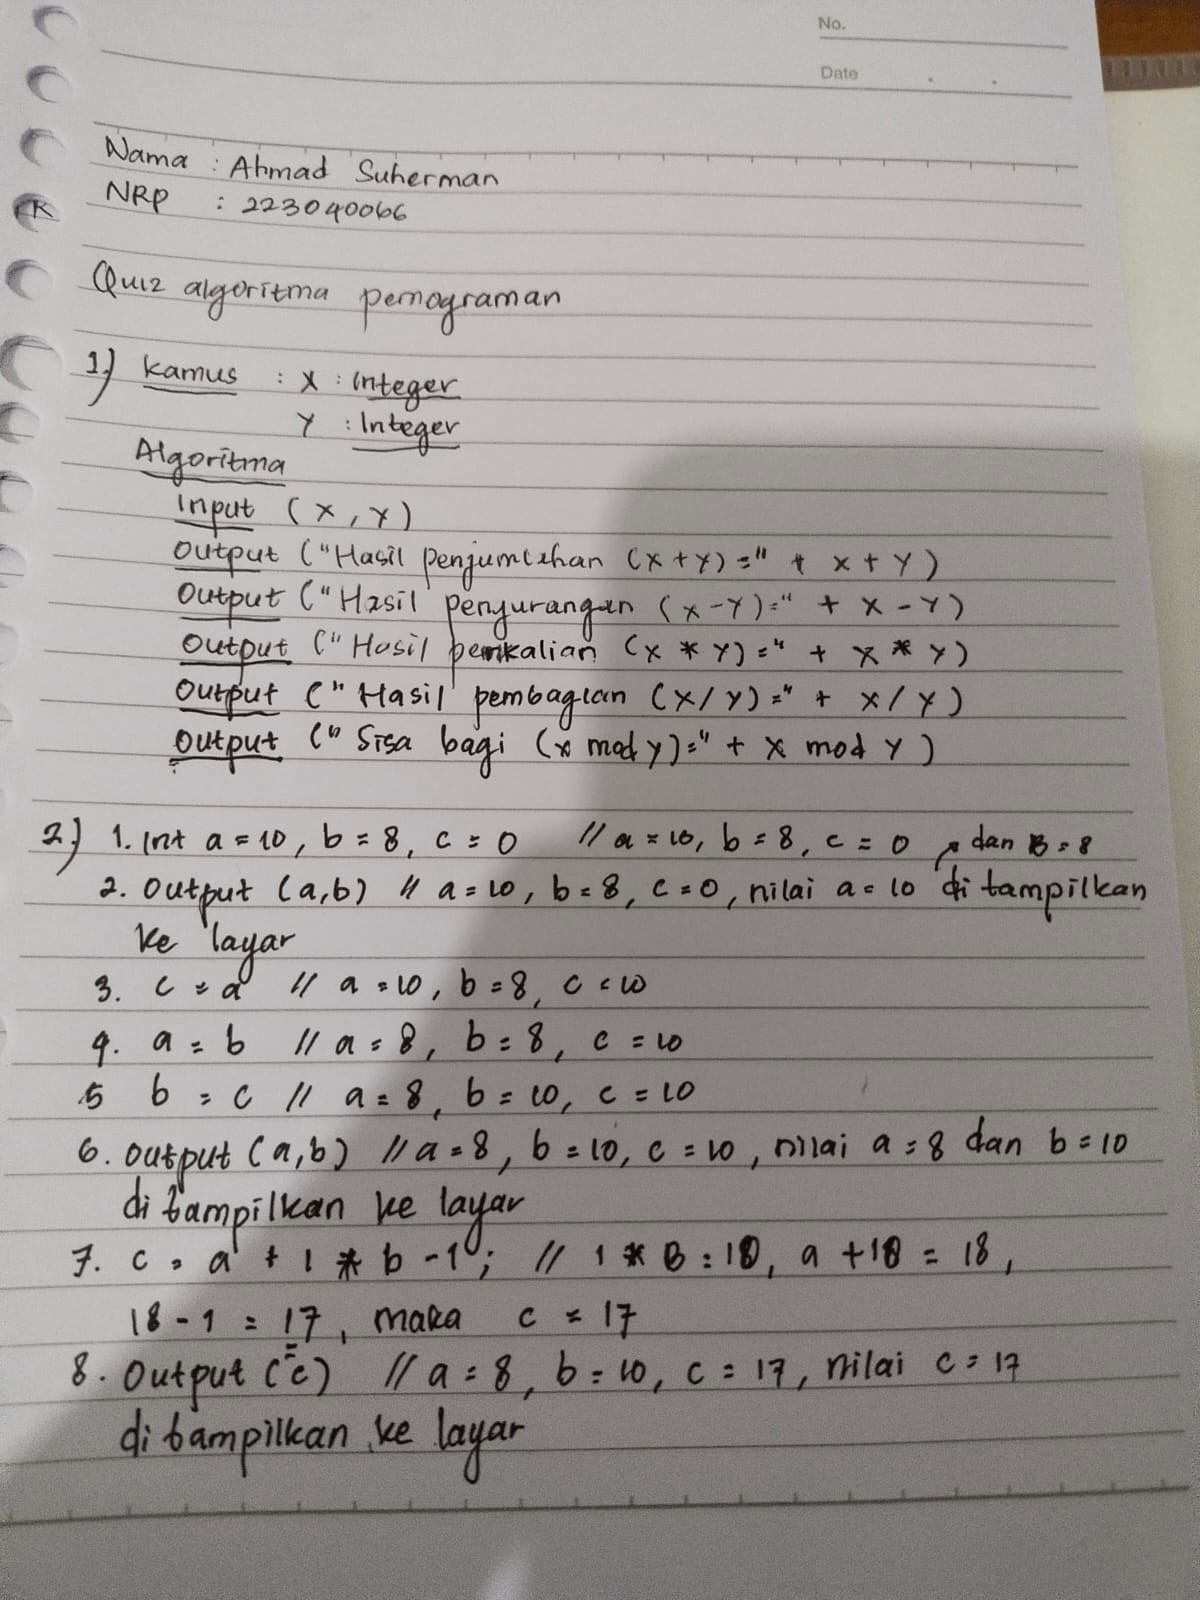 No.
Date
Nama : Ahmad Suherman
NRP : 223040066
Quiz algoritma pemograman
1.) Kamus : X : Integer
Y : Integer
Algoritma
Input (X, Y)
Output ("Hasil penjumlahan (X+Y)=" + X+Y)
Output ("Hasil pengurangan (X-Y)=" + X-Y)
Output ("Hasil perkalian (X*Y)=" + X*Y)
Output ("Hasil pembagian (X/Y)=" + X/Y)
Output ("Sisa bagi (x mod y)=" + X mod Y)
2.) 1. Int a = 10, b = 8, c = 0 // a = 10, b = 8, c = 0 dan B = 8
2. Output (a,b) // a = 10, b = 8, c = 0, nilai a = 10 di tampilkan
ke layar
3. c = a // a = 10, b = 8, c = 10
4. a = b // a = 8, b = 8, c = 10
5 b = c // a = 8, b = 10, c = 10
6. Output (a,b) // a = 8, b = 10, c = 10, nilai a = 8 dan b = 10
di tampilkan ke layar
7. c = a + 1 * b - 1; // 1 * B = 10, a + 10 = 18,
18 - 1 = 17, maka c = 17
8. Output (c) // a = 8, b = 10, c = 17, nilai c = 17
di tampilkan ke layar